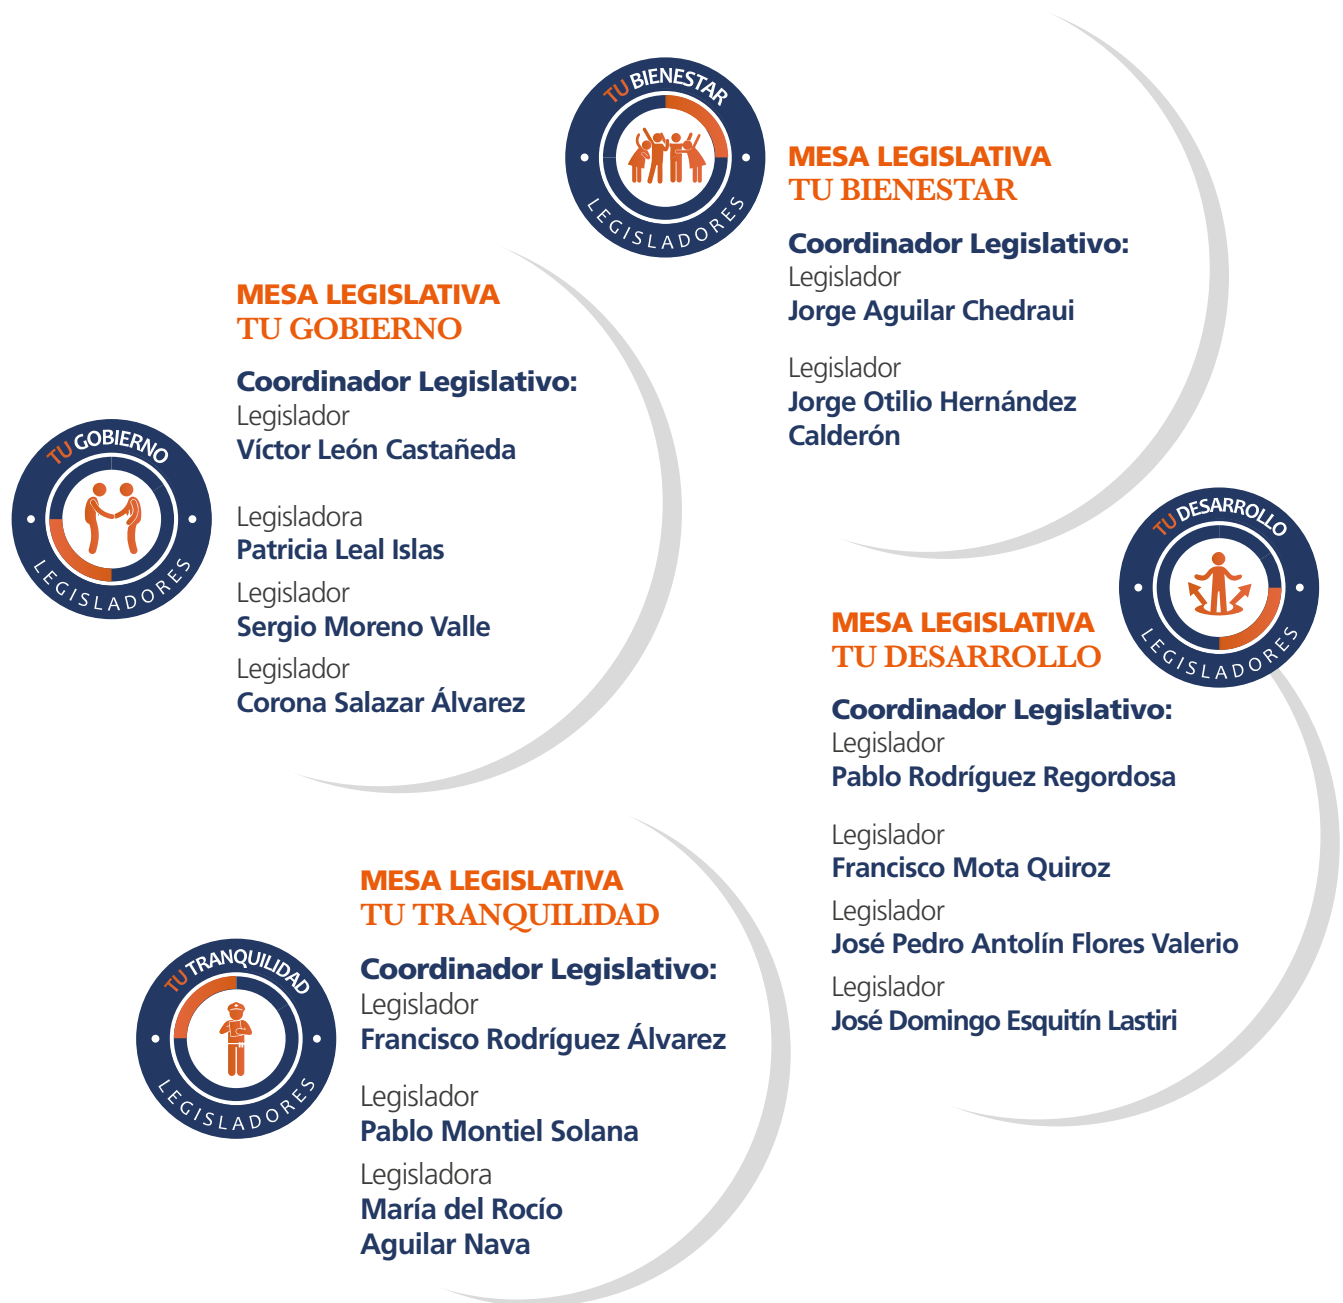 TU BIENESTAR
LEGISLADORES
MESA LEGISLATIVA
TU BIENESTAR
Coordinador Legislativo:
Legislador
Jorge Aguilar Chedraui
Legislador
Jorge Otilio Hernández
Calderón
TU GOBIERNO
LEGISLADORES
MESA LEGISLATIVA
TU GOBIERNO
Coordinador Legislativo:
Legislador
Víctor León Castañeda
Legisladora
Patricia Leal Islas
Legislador
Sergio Moreno Valle
Legislador
Corona Salazar Álvarez
TU DESARROLLO
LEGISLADORES
MESA LEGISLATIVA
TU DESARROLLO
Coordinador Legislativo:
Legislador
Pablo Rodríguez Regordosa
Legislador
Francisco Mota Quiroz
Legislador
José Pedro Antolín Flores Valerio
Legislador
José Domingo Esquitín Lastiri
TU TRANQUILIDAD
LEGISLADORES
MESA LEGISLATIVA
TU TRANQUILIDAD
Coordinador Legislativo:
Legislador
Francisco Rodríguez Álvarez
Legislador
Pablo Montiel Solana
Legisladora
María del Rocío
Aguilar Nava